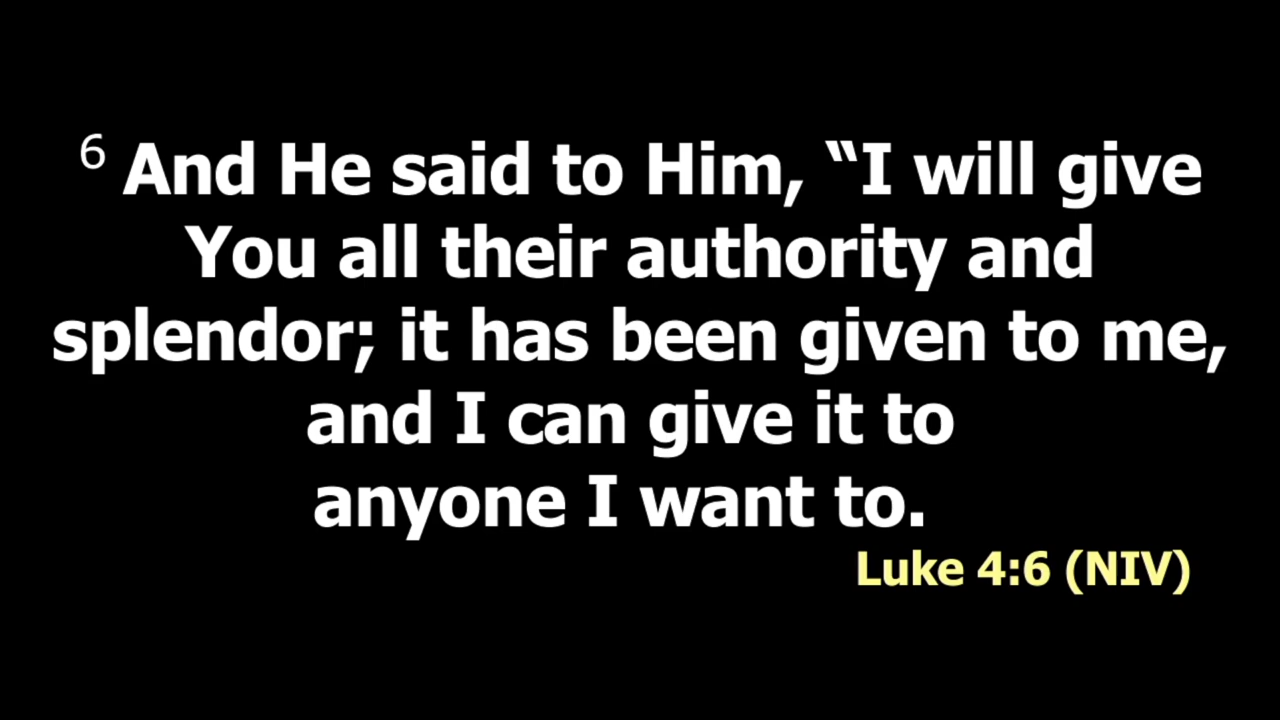 6 And He said to Him, “I will give
You all their authority and
splendor; it has been given to me,
and I can give it to
anyone I want to.
Luke 4:6 (NIV)